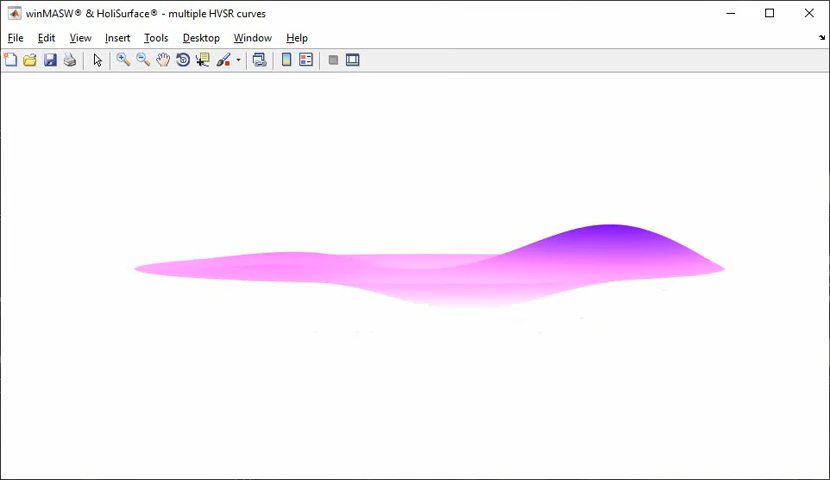 winMASW® & HoliSurface® - multiple HVSR curves
File Edit View Insert Tools Desktop Window Help